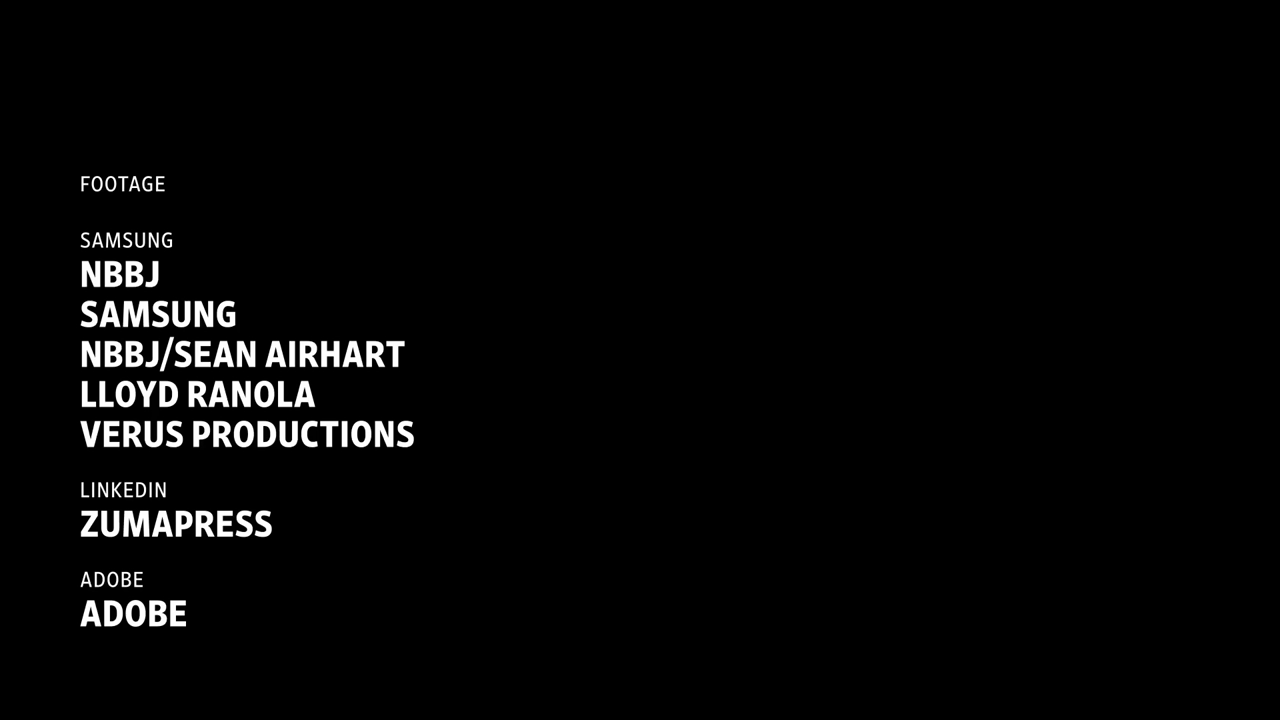 FOOTAGE
SAMSUNG
NBBJ
SAMSUNG
NBBJ/SEAN AIRHART
LLOYD RANOLA
VERUS PRODUCTIONS
LINKEDIN
ZUMAPRESS
ADOBE
ADOBE